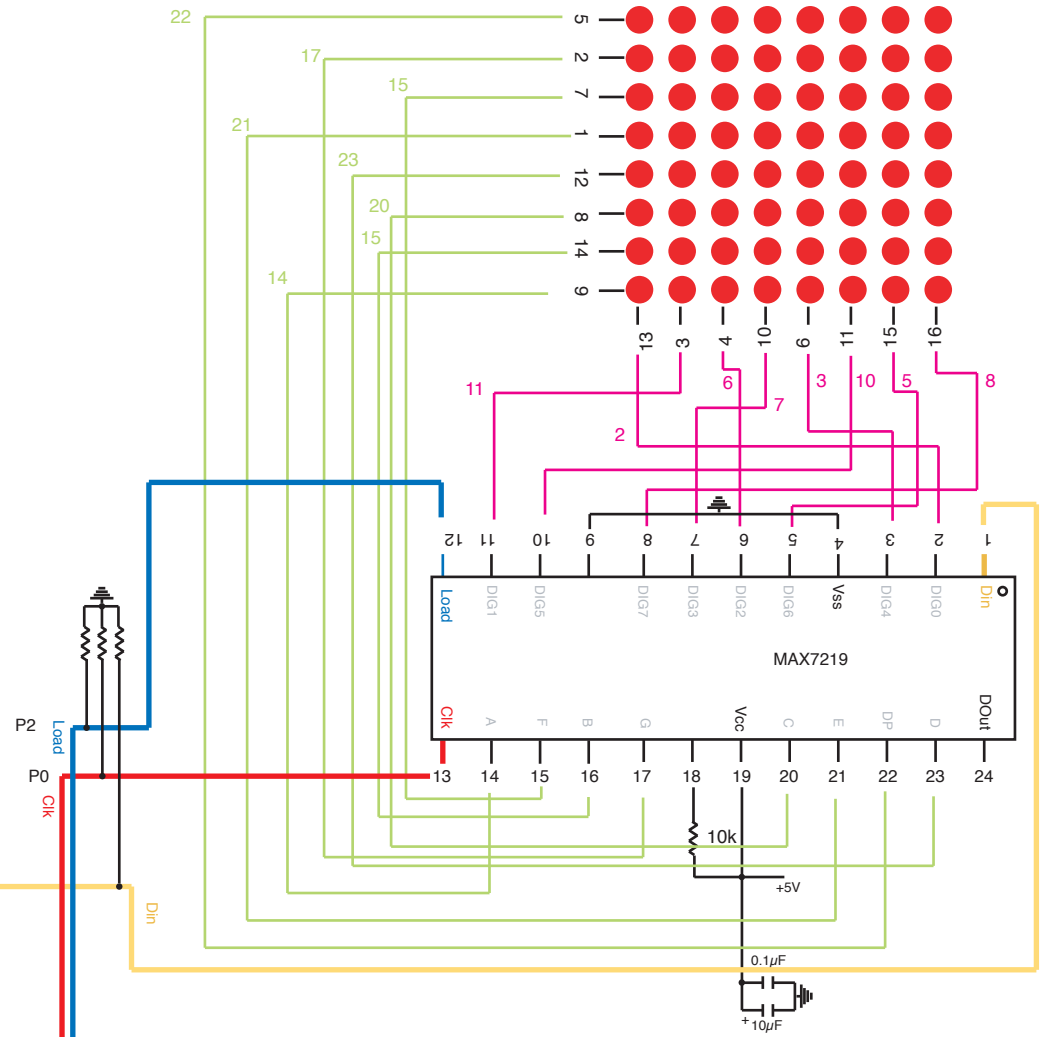 22
5
17
2
15
7
21
1
23
12
20
8
15
14
14
9
13 3 4 10 6 11 15 16
11 6 3 10 5 8
7
2
12 11 10 9 8 7 6 5 4 3 2 1
Load DIG1 DIG5 DIG7 DIG3 DIG2 DIG6 Vss DIG4 DIG0 Din
MAX7219
Clk A F B G Vcc C E DP D DOut
P2 Load
P0 13 14 15 16 17 18 19 20 21 22 23 24
Clk
10k
+5V
Din
0.1µF
+ 10µF